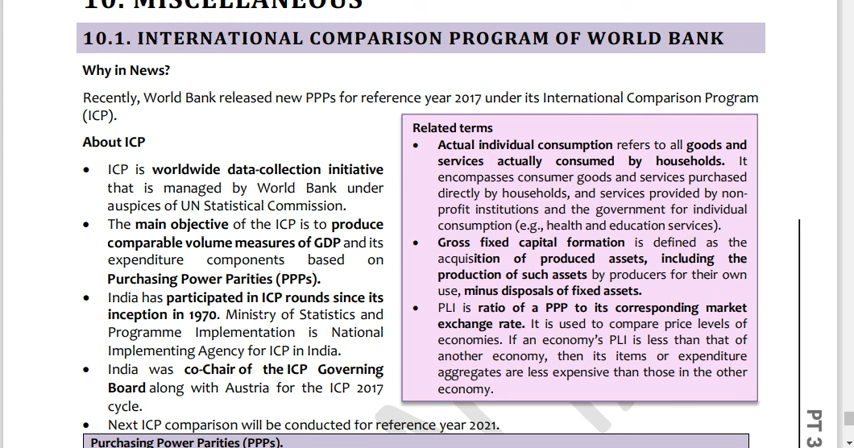 10. MISCELLANEOUS
10.1. INTERNATIONAL COMPARISON PROGRAM OF WORLD BANK
Why in News?
Recently, World Bank released new PPPs for reference year 2017 under its International Comparison Program
(ICP).
About ICP
• ICP is worldwide data-collection initiative
that is managed by World Bank under
auspices of UN Statistical Commission.
• The main objective of the ICP is to produce
comparable volume measures of GDP and its
expenditure components based on
Purchasing Power Parities (PPPs).
• India has participated in ICP rounds since its
inception in 1970. Ministry of Statistics and
Programme Implementation is National
Implementing Agency for ICP in India.
• India was co-Chair of the ICP Governing
Board along with Austria for the ICP 2017
cycle.
• Next ICP comparison will be conducted for reference year 2021.
Related terms
• Actual individual consumption refers to all goods and
services actually consumed by households. It
encompasses consumer goods and services purchased
directly by households, and services provided by non-
profit institutions and the government for individual
consumption (e.g., health and education services).
• Gross fixed capital formation is defined as the
acquisition of produced assets, including the
production of such assets by producers for their own
use, minus disposals of fixed assets.
• PLI is ratio of a PPP to its corresponding market
exchange rate. It is used to compare price levels of
economies. If an economy's PLI is less than that of
another economy, then its items or expenditure
aggregates are less expensive than those in the other
economy.
Purchasing Power Parities (PPPs).
PT 3